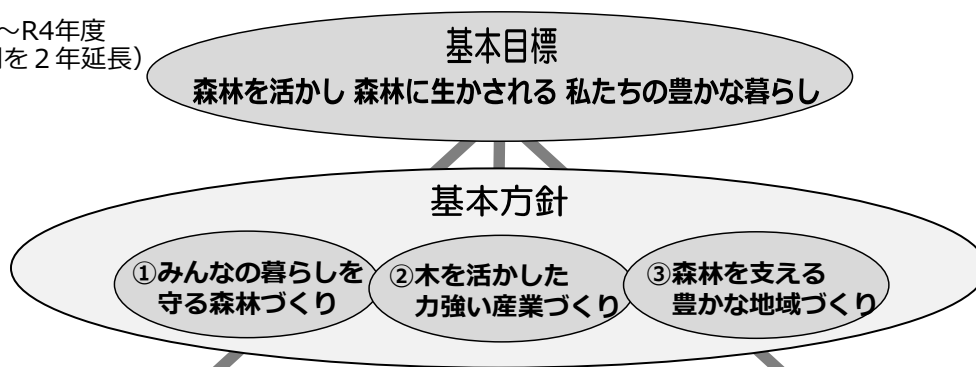 ～R4年度
を２年延長）
基本目標
森林を活かし 森林に生かされる 私たちの豊かな暮らし
基本方針
①みんなの暮らしを
守る森林づくり
②木を活かした
力強い産業づくり
③森林を支える
豊かな地域づくり